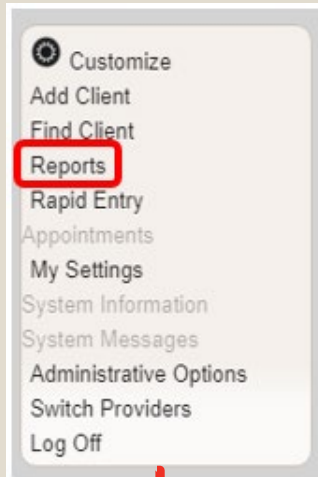 Customize
Add Client
Find Client
Reports
Rapid Entry
Appointments
My Settings
System Information
System Messages
Administrative Options
Switch Providers
Log Off